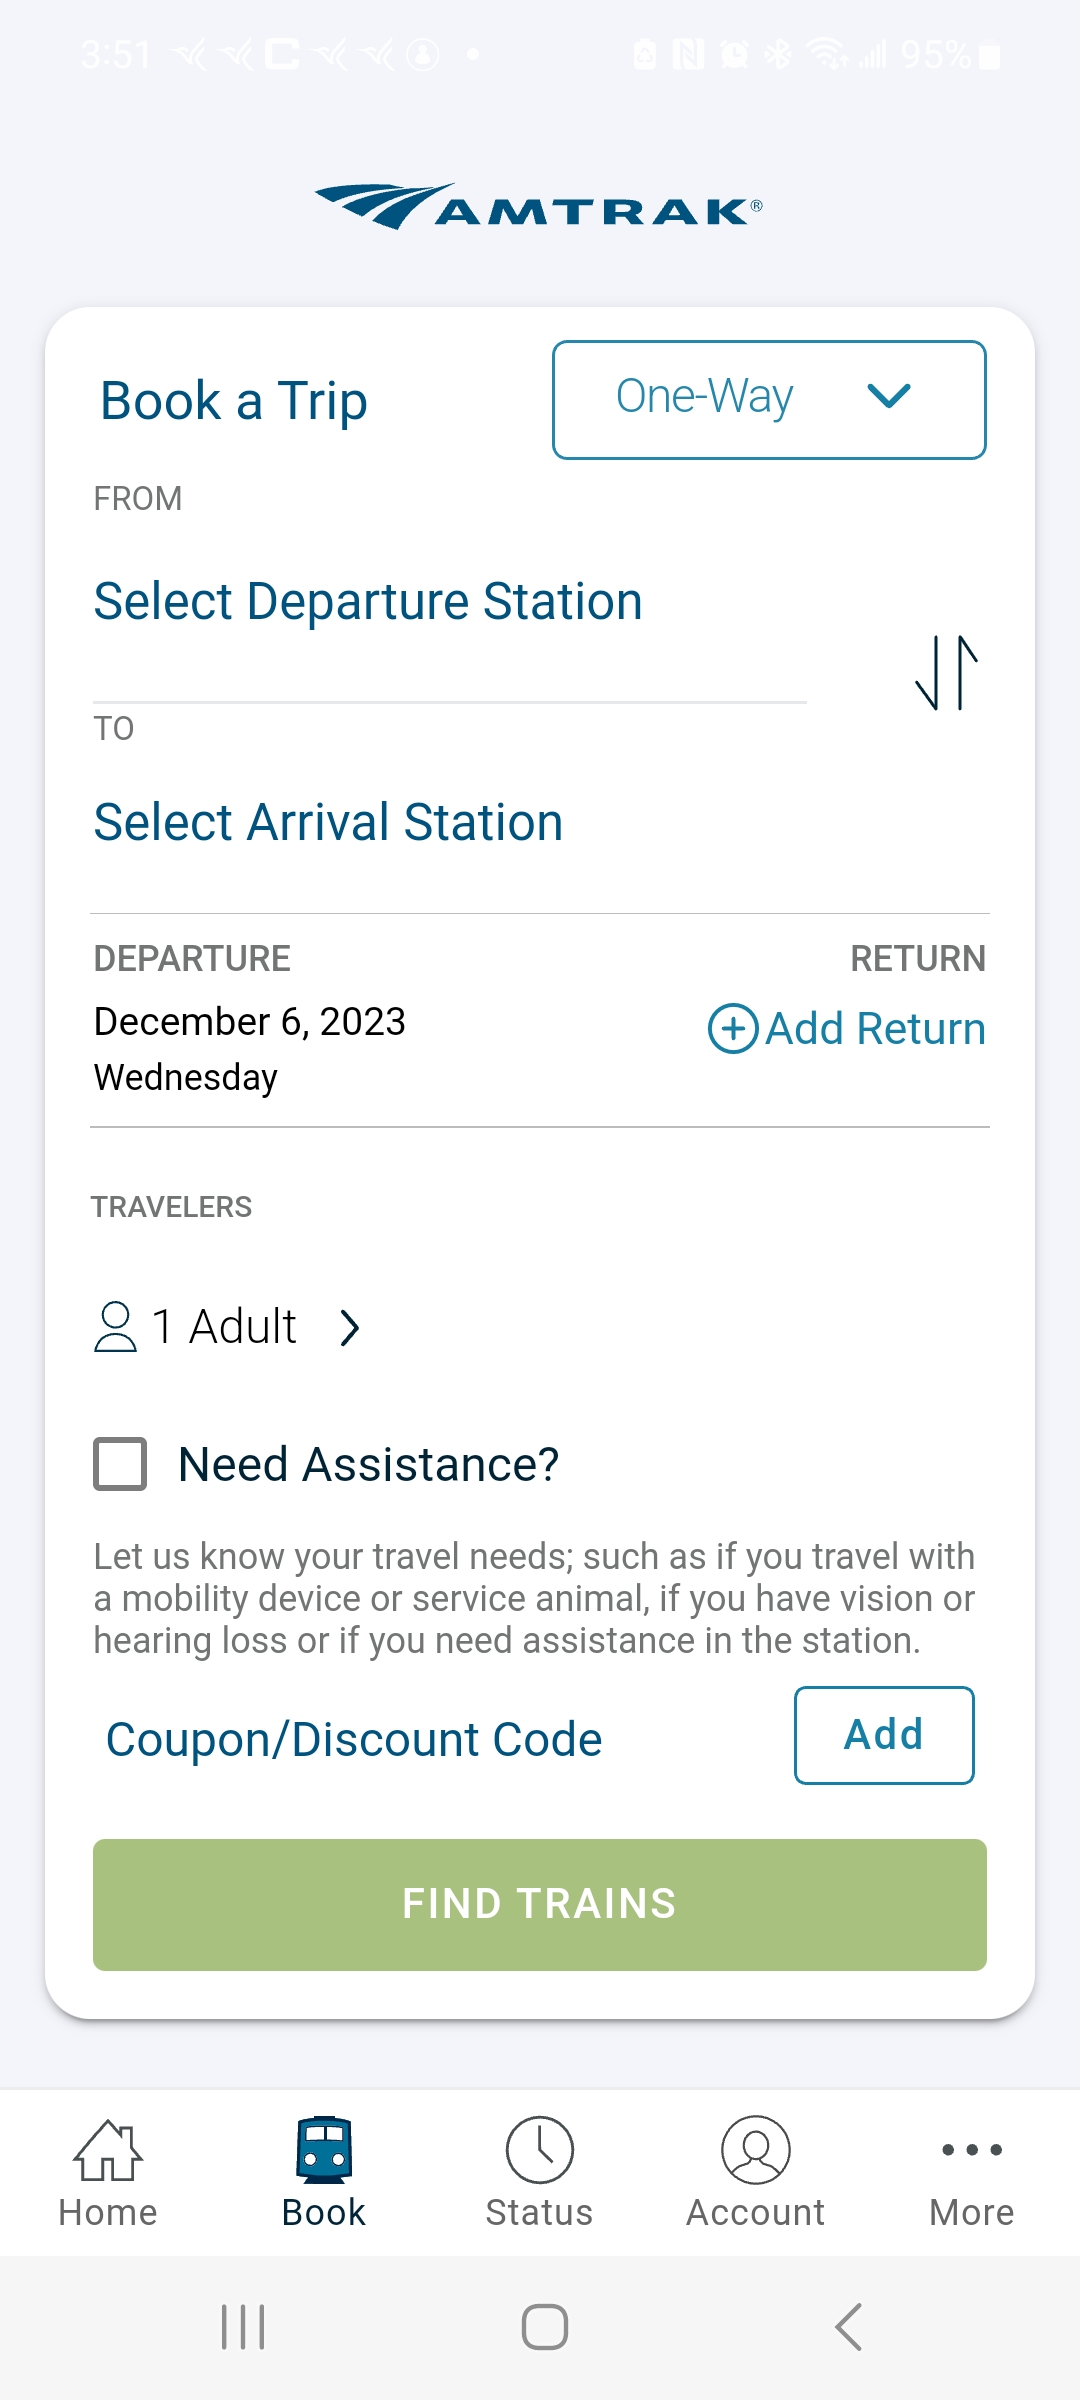 3:51
95%
AMTRAK®
Book a Trip
One-Way
FROM
Select Departure Station
TO
Select Arrival Station
DEPARTURE
RETURN
December 6, 2023
Add Return
Wednesday
TRAVELERS
1 Adult
Need Assistance?
Let us know your travel needs; such as if you travel with
a mobility device or service animal, if you have vision or
hearing loss or if you need assistance in the station.
Coupon/Discount Code
Add
FIND TRAINS
Home
Book
Status
Account
More